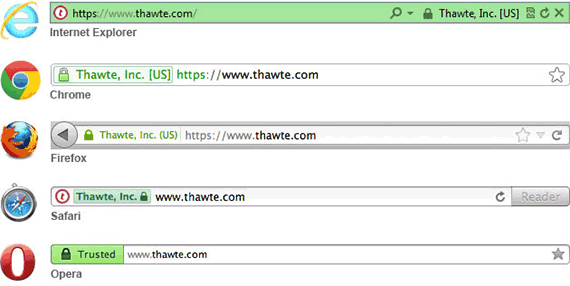 https://www.thawte.com/ Thawte, Inc. [US]
Internet Explorer
Thawte, Inc. [US] https://www.thawte.com
Chrome
Thawte, Inc. (US) https://www.thawte.com
Firefox
Thawte, Inc. www.thawte.com Reader
Safari
Trusted www.thawte.com
Opera